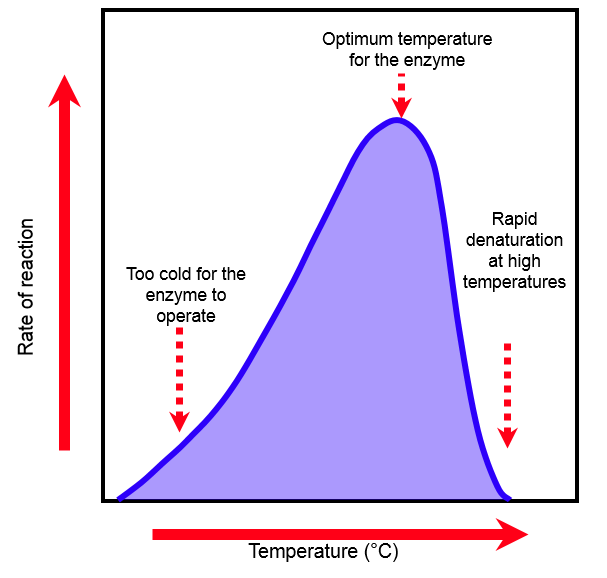 Optimum temperature
for the enzyme
Rapid
denaturation
at high
temperatures
Too cold for the
enzyme to
operate
Rate of reaction
Temperature (°C)